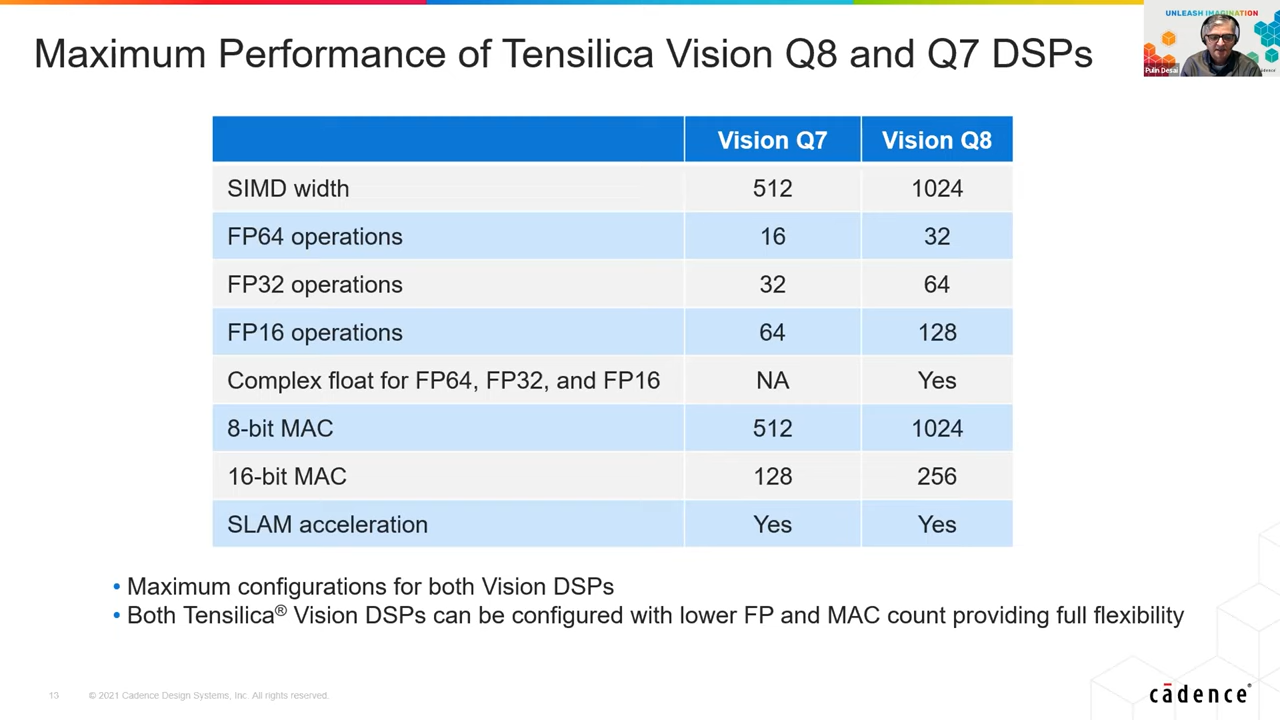 UNLEASH IMAGINATION
Maximum Performance of Tensilica Vision Q8 and Q7 DSPs
Pulin Desai
cadence
Vision Q7 Vision Q8
SIMD width 512 1024
FP64 operations 16 32
FP32 operations 32 64
FP16 operations 64 128
Complex float for FP64, FP32, and FP16 NA Yes
8-bit MAC 512 1024
16-bit MAC 128 256
SLAM acceleration Yes Yes
• Maximum configurations for both Vision DSPs
• Both Tensilica® Vision DSPs can be configured with lower FP and MAC count providing full flexibility
13 © 2021 Cadence Design Systems, Inc. All rights reserved.
cādence®